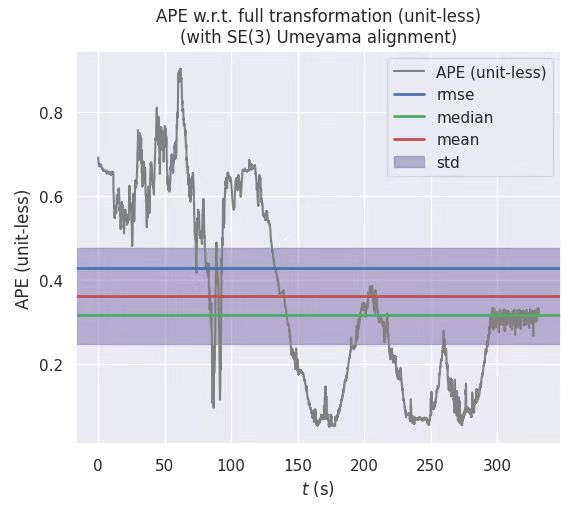 APE w.r.t. full transformation (unit-less)
(with SE(3) Umeyama alignment)
APE (unit-less)
rmse
median
mean
std
APE (unit-less)
0.8
0.6
0.4
0.2
0 50 100 150 200 250 300
t (s)